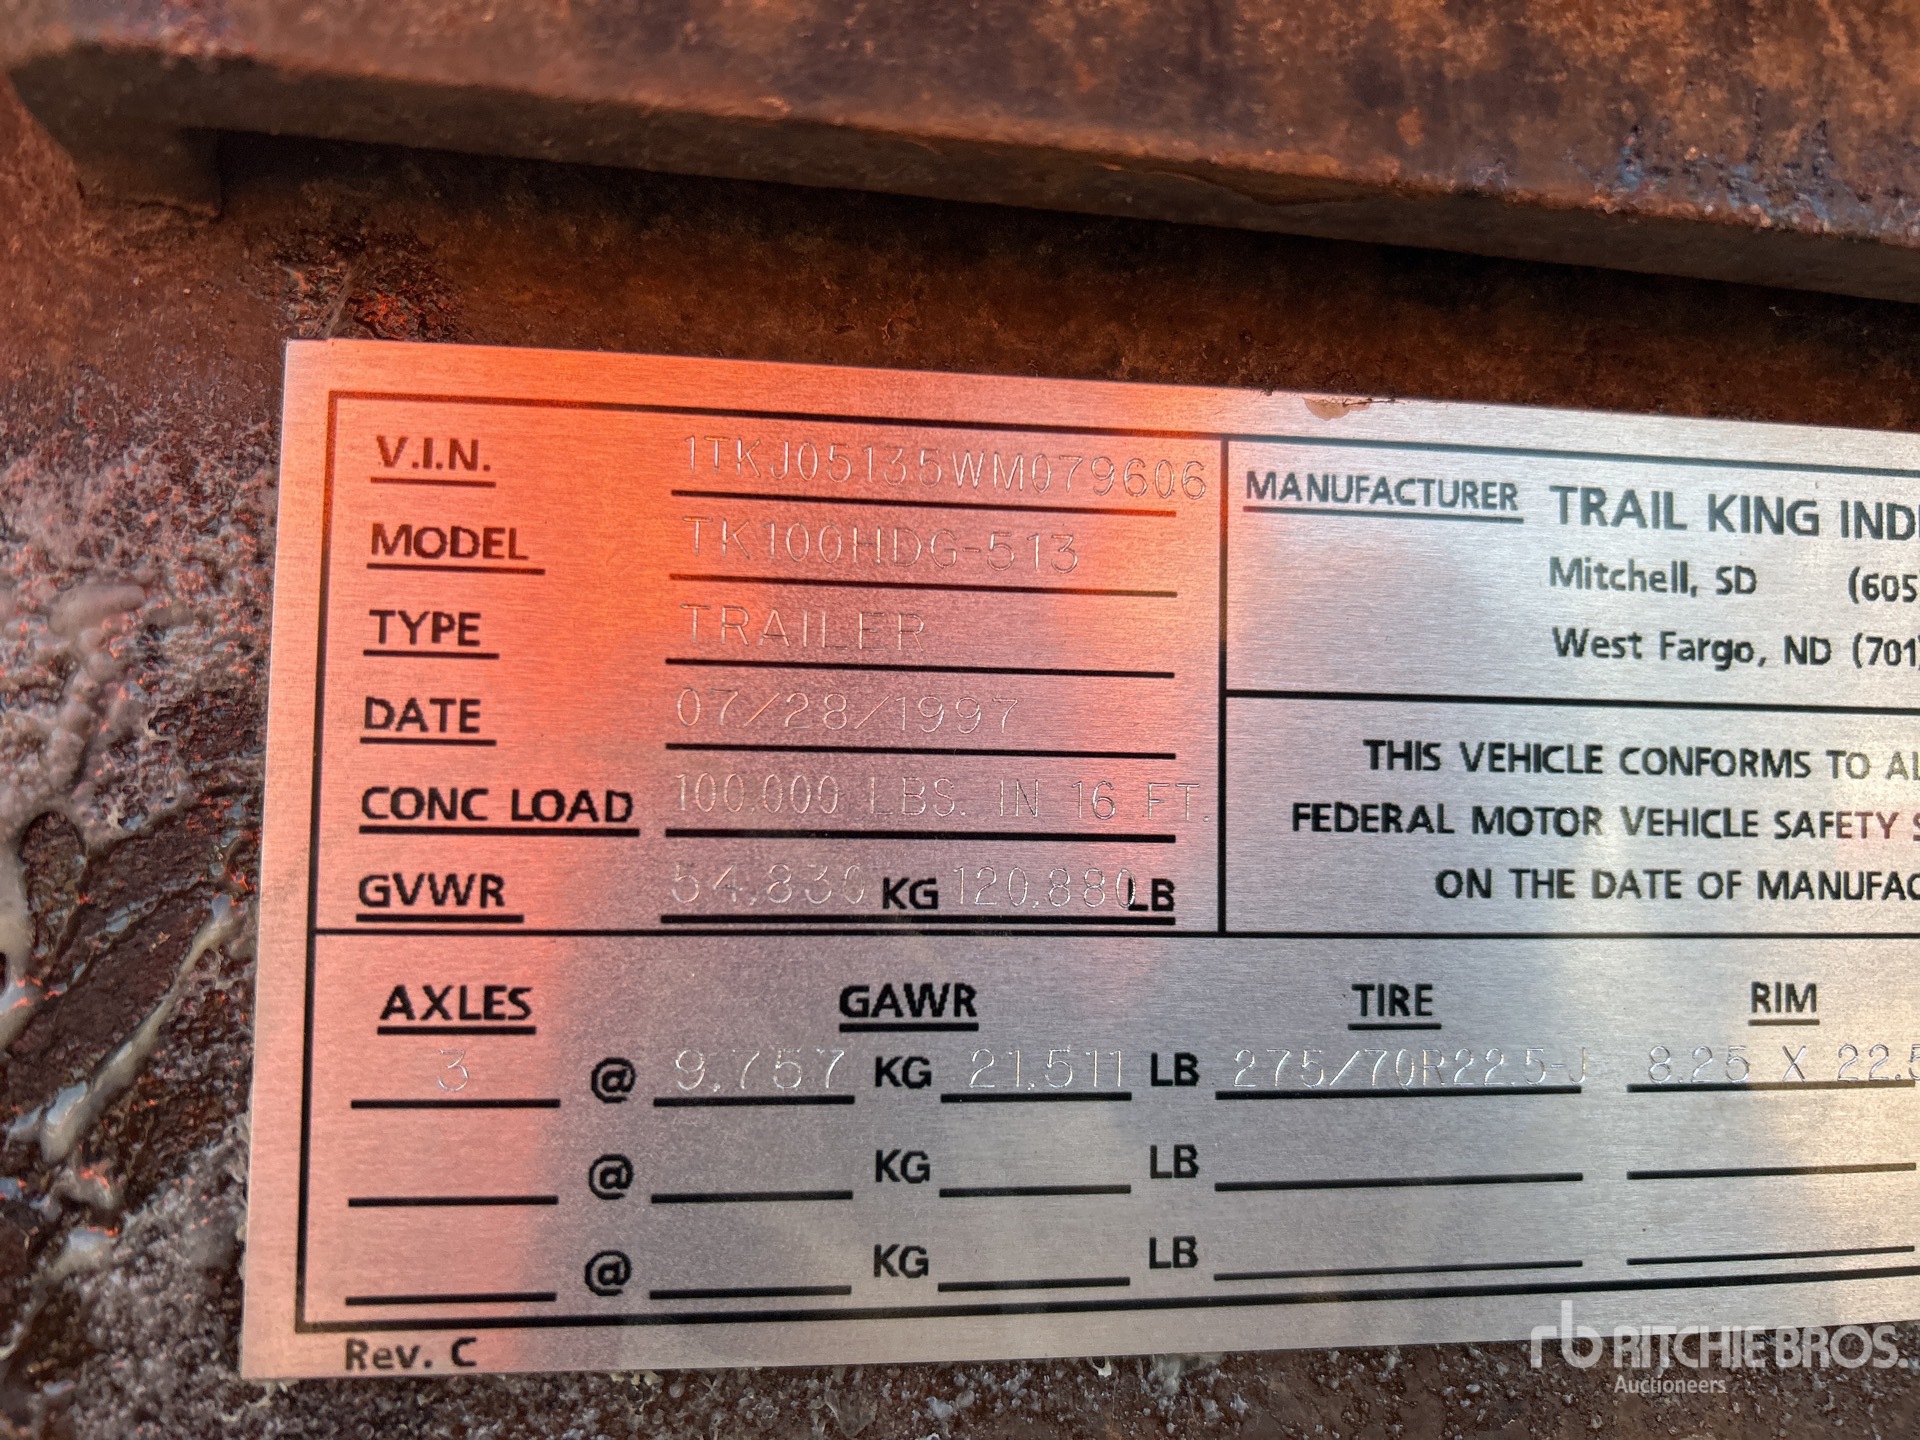 V.I.N. 1TKJ05135WM079606
MODEL TK100HDG-513
TYPE TRAILER
DATE 07/28/1997
CONC LOAD 100,000 LBS. IN 16 FT.
GVWR 54,830 KG 120,880 LB
MANUFACTURER TRAIL KING IND
Mitchell, SD (605
West Fargo, ND (701)
THIS VEHICLE CONFORMS TO AL
FEDERAL MOTOR VEHICLE SAFETY S
ON THE DATE OF MANUFAC
AXLES GAWR TIRE RIM
3 @ 9,757 KG 21,511 LB 275/70R22.5-J 8.25 X 22.5
@ KG LB
@ KG LB
Rev. C
rb RITCHIE BROS.
Auctioneers